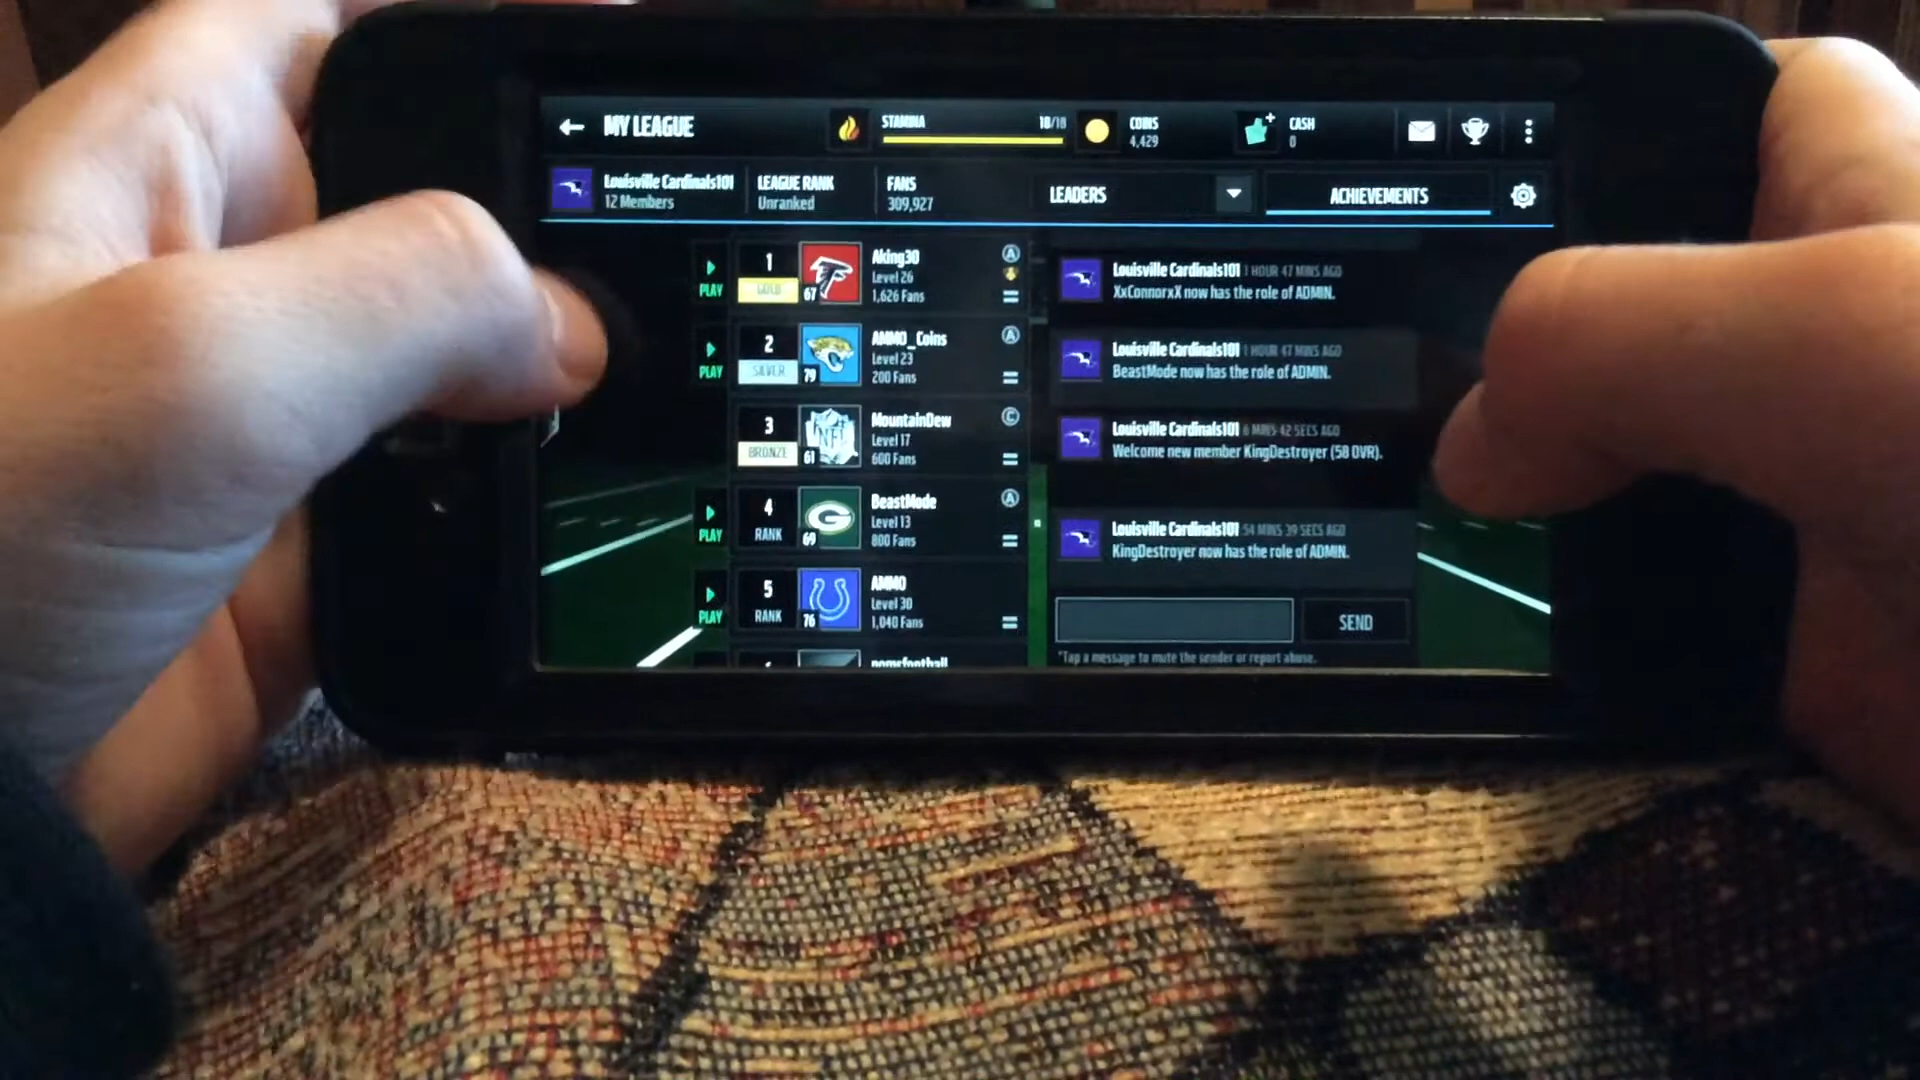 MY LEAGUE
STAMINA
18/18
COINS
4,429
CASH
0
Louisville Cardinals101
12 Members
LEAGUE RANK
Unranked
FANS
309,927
LEADERS
ACHIEVEMENTS
PLAY
1
GOLD
67
Aking30
Level 26
1,626 Fans
A
PLAY
2
SILVER
79
AMMO_Coins
Level 23
200 Fans
A
3
BRONZE
NFL
61
MountainDew
Level 17
600 Fans
C
PLAY
4
RANK
G
69
BeastMode
Level 13
800 Fans
A
PLAY
5
RANK
76
AMMO
Level 30
1,040 Fans
Louisville Cardinals101 1 HOUR 47 MINS AGO
XxConnorxX now has the role of ADMIN.
Louisville Cardinals101 1 HOUR 47 MINS AGO
BeastMode now has the role of ADMIN.
Louisville Cardinals101 6 MINS 42 SECS AGO
Welcome new member KingDestroyer (58 OVR).
Louisville Cardinals101 54 MINS 39 SECS AGO
KingDestroyer now has the role of ADMIN.
SEND
*Tap a message to mute the sender or report abuse.